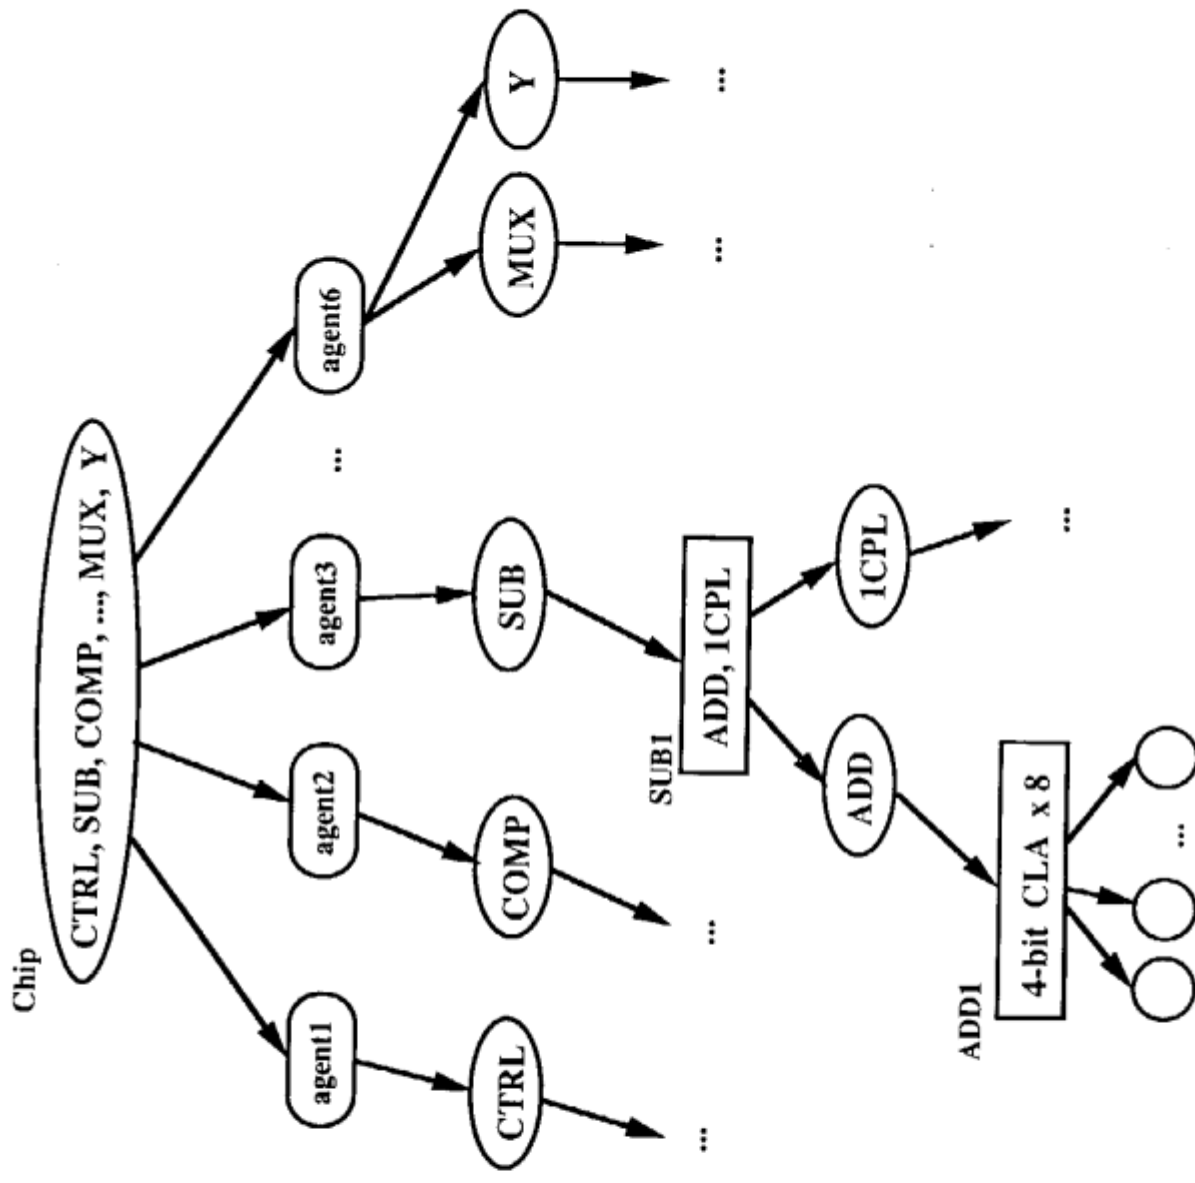 Chip
CTRL, SUB, COMP, ..., MUX, Y
agent1
agent2
agent3
...
agent6
CTRL
COMP
SUB
MUX
Y
...
...
SUB1
ADD, 1CPL
...
...
ADD
1CPL
ADD1
4-bit CLA x 8
...
...